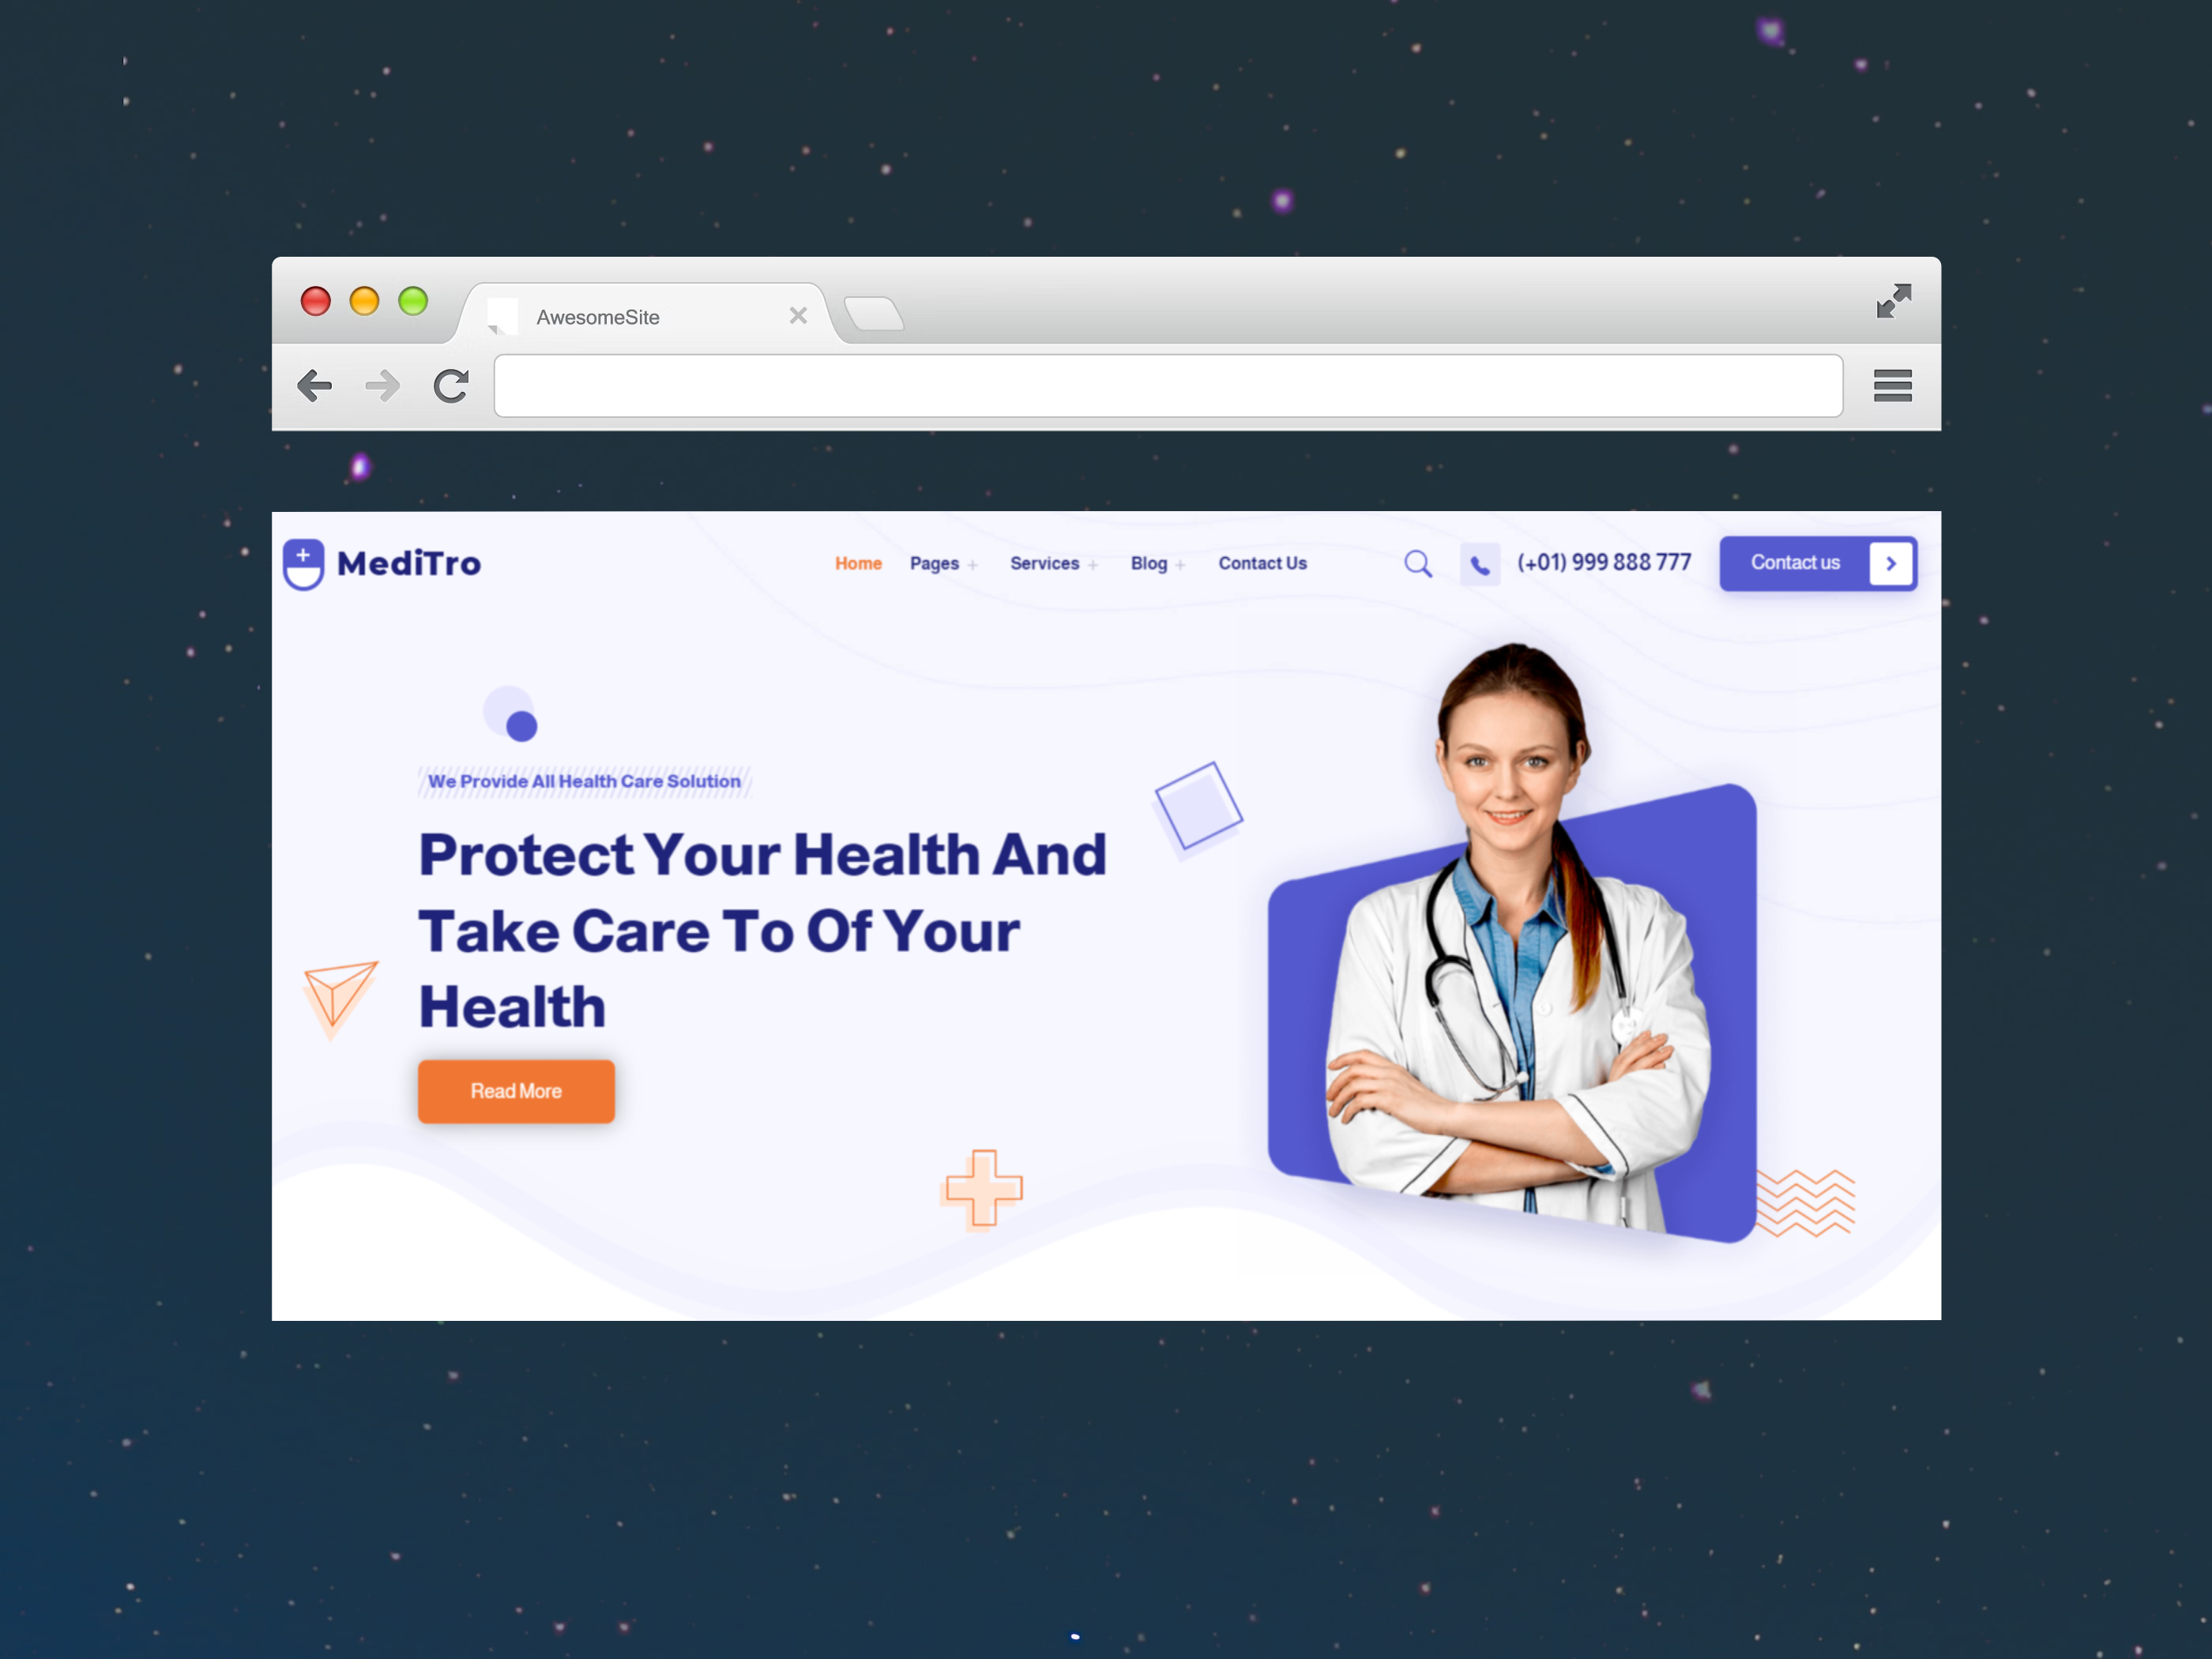 AwesomeSite
MediTro
Home Pages + Services + Blog + Contact Us (+01) 999 888 777 Contact us
We Provide All Health Care Solution
Protect Your Health And
Take Care To Of Your
Health
Read More